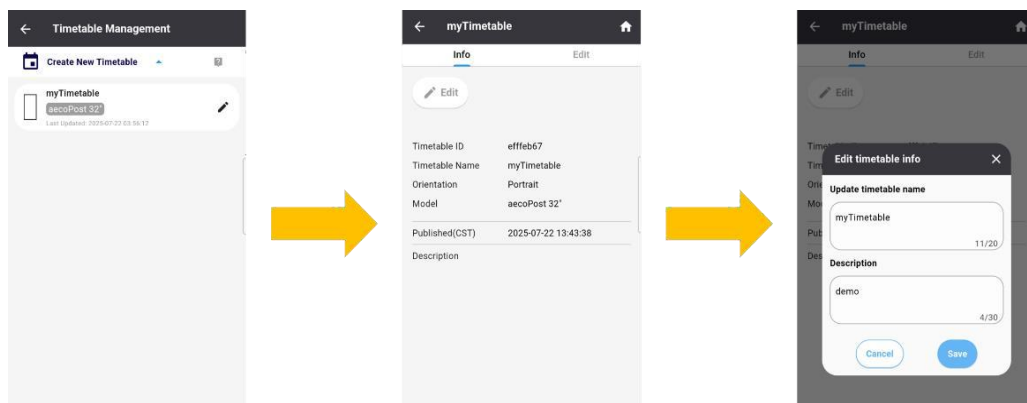 Timetable Management
Create New Timetable
myTimetable
aecoPost 32"
Last Updated: 2025-07-22 03:56:12
myTimetable
Info Edit
Edit
Timetable ID efffeb67
Timetable Name myTimetable
Orientation Portrait
Model aecoPost 32"
Published(CST) 2025-07-22 13:43:38
Description
myTimetable
Info Edit
Edit
Edit timetable info
Update timetable name
myTimetable
11/20
Description
demo
4/30
Cancel Save